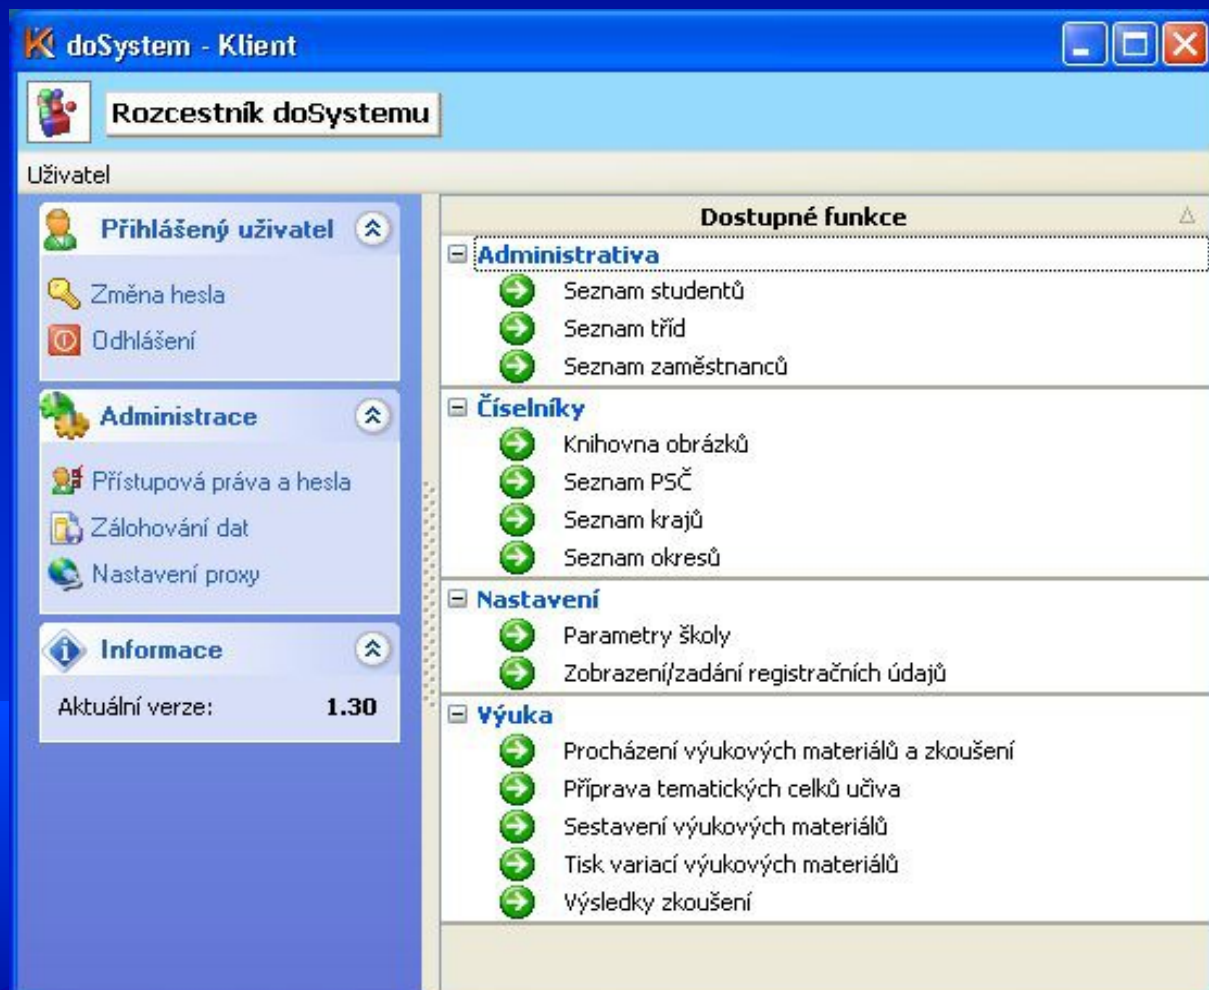 doSystem - Klient
Rozcestník doSystemu
Uživatel
Přihlášený uživatel
Změna hesla
Odhlášení
Administrace
Přístupová práva a hesla
Zálohování dat
Nastavení proxy
Informace
Aktuální verze: 1.30
Dostupné funkce
Administrativa
Seznam studentů
Seznam tříd
Seznam zaměstnanců
Číselníky
Knihovna obrázků
Seznam PSČ
Seznam krajů
Seznam okresů
Nastavení
Parametry školy
Zobrazení/zadání registračních údajů
Výuka
Procházení výukových materiálů a zkoušení
Příprava tematických celků učiva
Sestavení výukových materiálů
Tisk variací výukových materiálů
Výsledky zkoušení